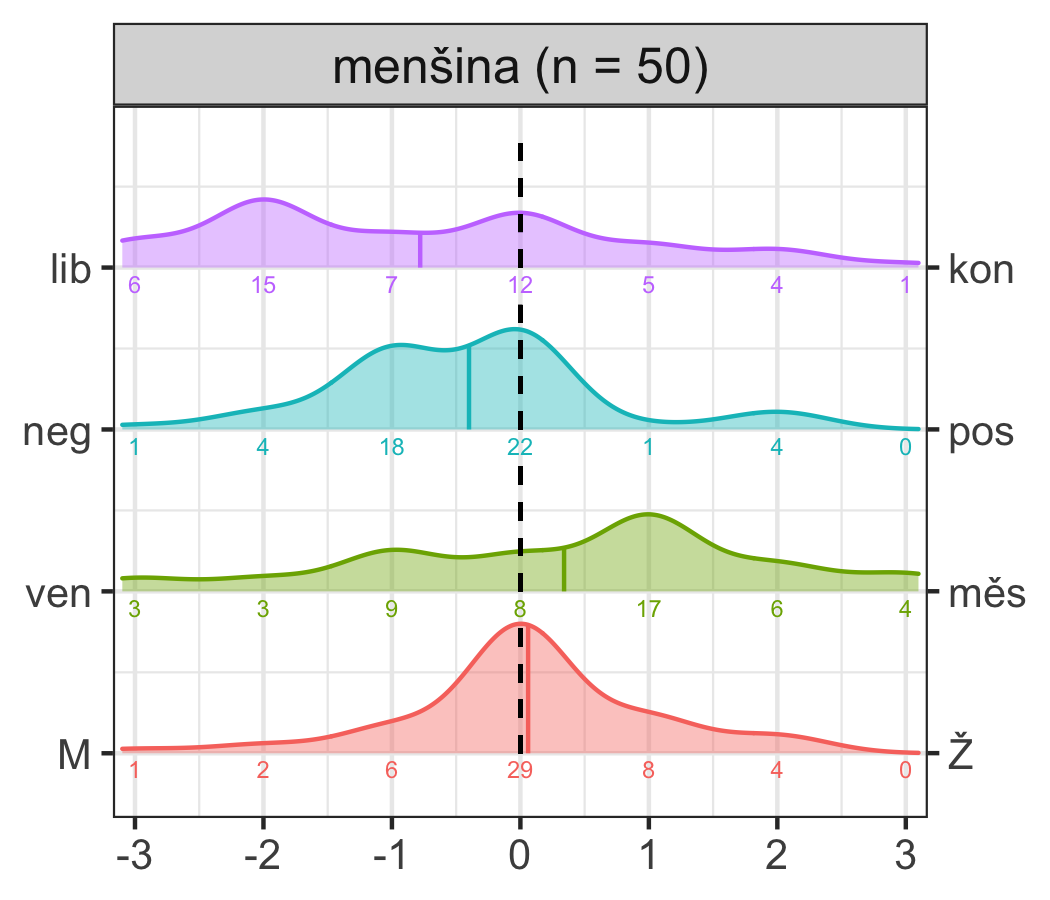 menšina (n = 50)
lib kon
6 15 7 12 5 4 1
neg pos
1 4 18 22 1 4 0
ven měs
3 3 9 8 17 6 4
M Ž
1 2 6 29 8 4 0
-3 -2 -1 0 1 2 3